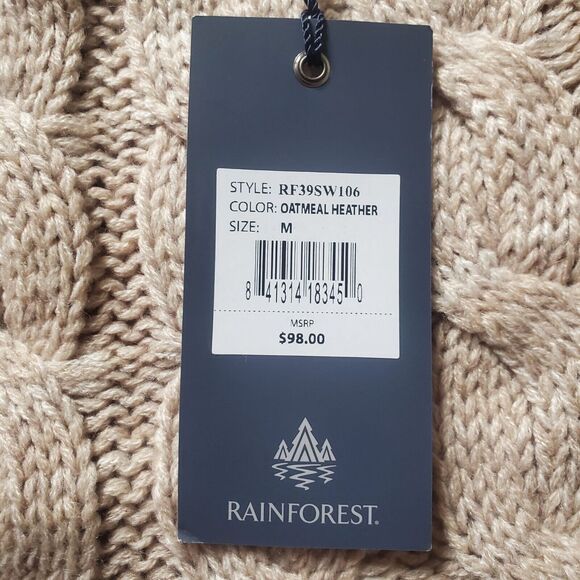 STYLE: RF39SW106
COLOR: OATMEAL HEATHER
SIZE: M
8 41314 18345 0
MSRP
$98.00
RAINFOREST®